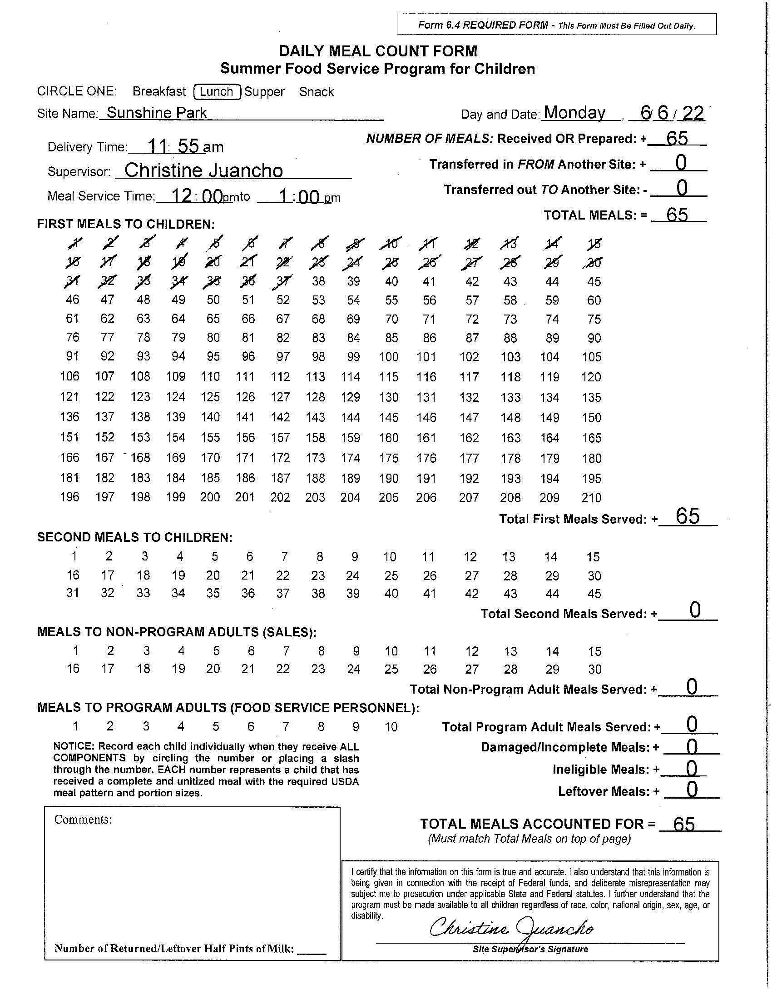 Form 6.4 REQUIRED FORM - This Form Must Be Filled Out Daily.
DAILY MEAL COUNT FORM
Summer Food Service Program for Children
CIRCLE ONE: Breakfast Lunch Supper Snack
Site Name: Sunshine Park Day and Date: Monday , 6/ 6 / 22
Delivery Time: 11: 55 am NUMBER OF MEALS: Received OR Prepared: + 65
Transferred in FROM Another Site: + 0
Supervisor: Christine Juancho
Transferred out TO Another Site: - 0
Meal Service Time: 12 : 00 pm to 1 : 00 pm
TOTAL MEALS: = 65
FIRST MEALS TO CHILDREN:
1 2 3 4 5 6 7 8 9 10 11 12 13 14 15
16 17 18 19 20 21 22 23 24 25 26 27 28 29 30
31 32 33 34 35 36 37 38 39 40 41 42 43 44 45
46 47 48 49 50 51 52 53 54 55 56 57 58 59 60
61 62 63 64 65 66 67 68 69 70 71 72 73 74 75
76 77 78 79 80 81 82 83 84 85 86 87 88 89 90
91 92 93 94 95 96 97 98 99 100 101 102 103 104 105
106 107 108 109 110 111 112 113 114 115 116 117 118 119 120
121 122 123 124 125 126 127 128 129 130 131 132 133 134 135
136 137 138 139 140 141 142 143 144 145 146 147 148 149 150
151 152 153 154 155 156 157 158 159 160 161 162 163 164 165
166 167 168 169 170 171 172 173 174 175 176 177 178 179 180
181 182 183 184 185 186 187 188 189 190 191 192 193 194 195
196 197 198 199 200 201 202 203 204 205 206 207 208 209 210
Total First Meals Served: + 65
SECOND MEALS TO CHILDREN:
1 2 3 4 5 6 7 8 9 10 11 12 13 14 15
16 17 18 19 20 21 22 23 24 25 26 27 28 29 30
31 32 33 34 35 36 37 38 39 40 41 42 43 44 45
Total Second Meals Served: + 0
MEALS TO NON-PROGRAM ADULTS (SALES):
1 2 3 4 5 6 7 8 9 10 11 12 13 14 15
16 17 18 19 20 21 22 23 24 25 26 27 28 29 30
Total Non-Program Adult Meals Served: + 0
MEALS TO PROGRAM ADULTS (FOOD SERVICE PERSONNEL):
1 2 3 4 5 6 7 8 9 10 Total Program Adult Meals Served: + 0
NOTICE: Record each child individually when they receive ALL
COMPONENTS by circling the number or placing a slash
through the number. EACH number represents a child that has
received a complete and unitized meal with the required USDA
meal pattern and portion sizes.
Damaged/Incomplete Meals: + 0
Ineligible Meals: + 0
Leftover Meals: + 0
Comments:
TOTAL MEALS ACCOUNTED FOR = 65
(Must match Total Meals on top of page)
I certify that the information on this form is true and accurate. I also understand that this information is
being given in connection with the receipt of Federal funds, and deliberate misrepresentation may
subject me to prosecution under applicable State and Federal statutes. I further understand that the
program must be made available to all children regardless of race, color, national origin, sex, age, or
disability.
Christine Juancho
Number of Returned/Leftover Half Pints of Milk:
Site Supervisor's Signature